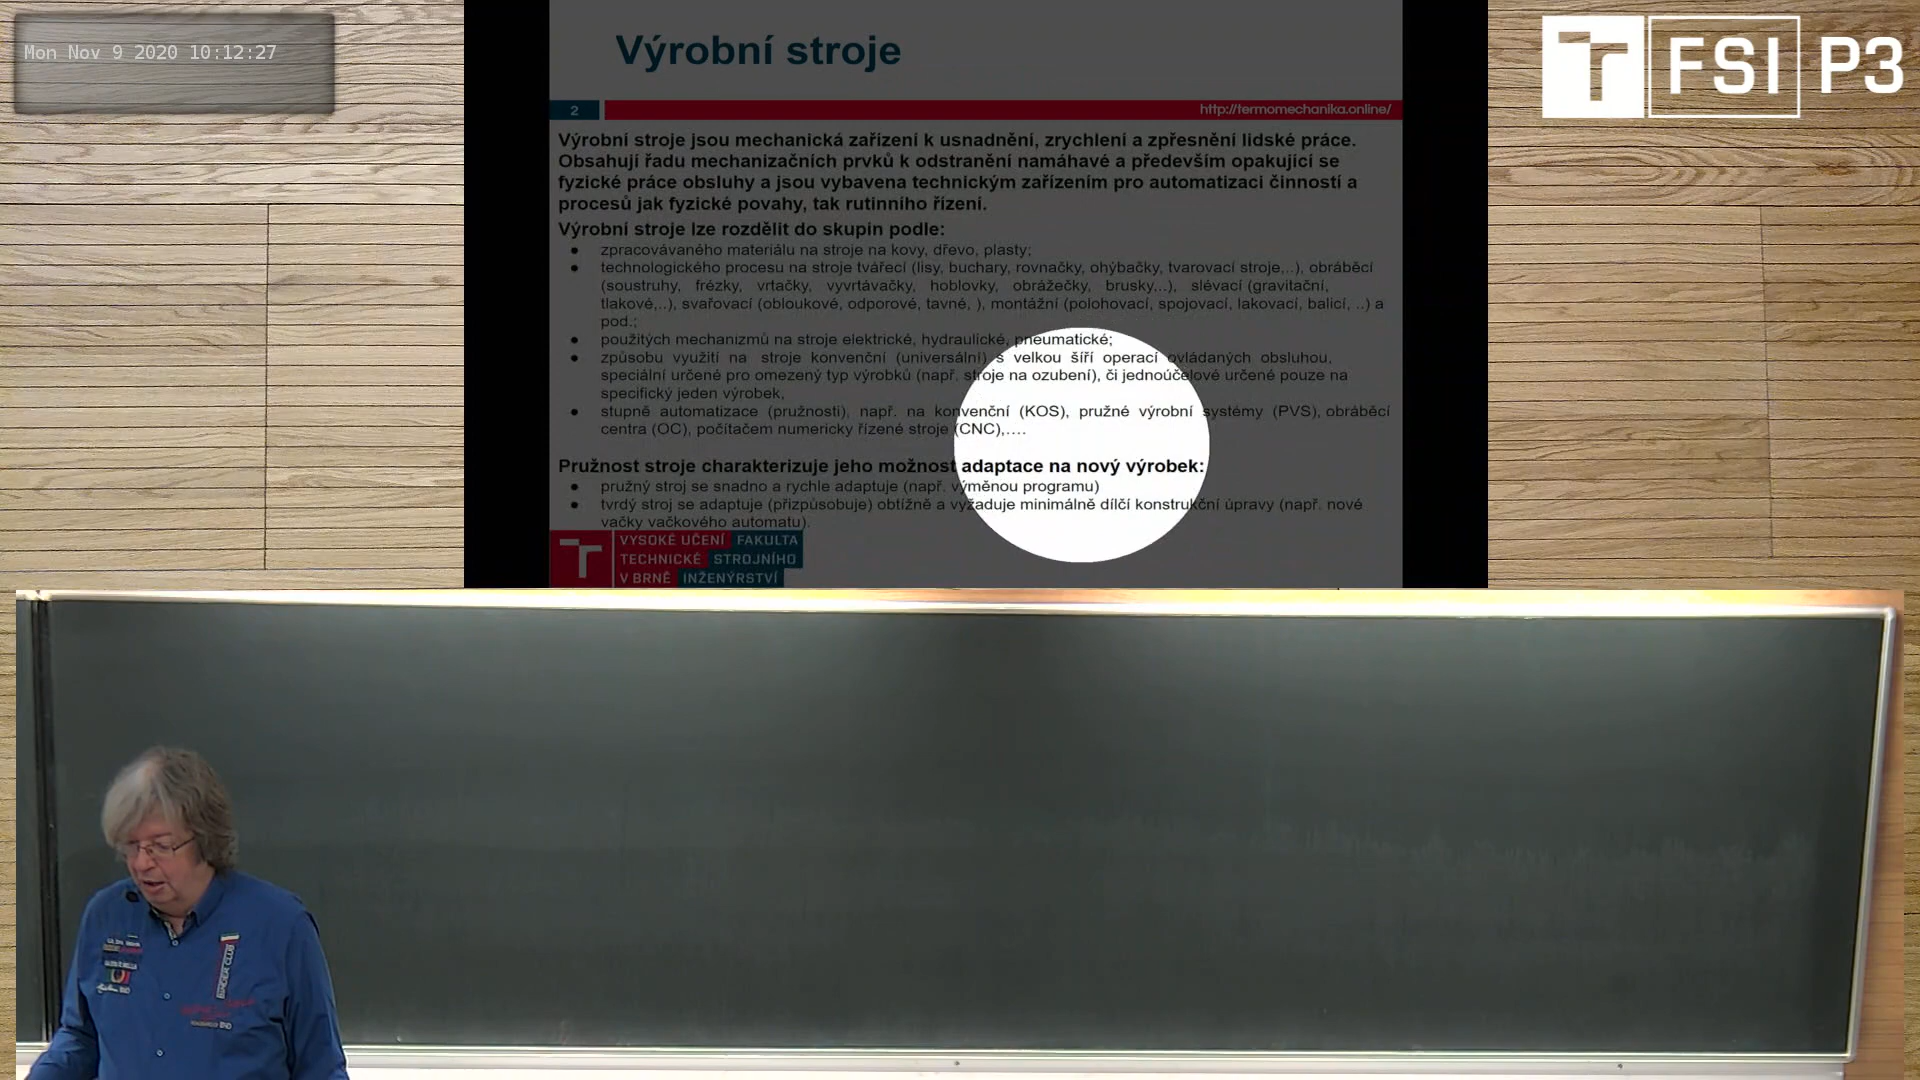 Mon Nov 9 2020 10:12:27
FSI P3
Výrobní stroje
2
http://termomechanika.online/
Výrobní stroje jsou mechanická zařízení k usnadnění, zrychlení a zpřesnění lidské práce.
Obsahují řadu mechanizačních prvků k odstranění namáhavé a především opakující se
fyzické práce obsluhy a jsou vybavena technickým zařízením pro automatizaci činností a
procesů jak fyzické povahy, tak rutinního řízení.
Výrobní stroje lze rozdělit do skupin podle:
● zpracovávaného materiálu na stroje na kovy, dřevo, plasty;
● technologického procesu na stroje tvářecí (lisy, buchary, rovnačky, ohýbačky, tvarovací stroje,..), obráběcí
(soustruhy, frézky, vrtačky, vyvrtávačky, hoblovky, obrážečky, brusky,..), slévací (gravitační,
tlakové,..), svařovací (obloukové, odporové, tavné, ), montážní (polohovací, spojovací, lakovací, balicí, ..) a
pod.;
● použitých mechanizmů na stroje elektrické, hydraulické, pneumatické;
● způsobu využití na stroje konvenční (universální) s velkou šíří operací ovládaných obsluhou,
speciální určené pro omezený typ výrobků (např. stroje na ozubení), či jednoúčelové určené pouze na
specifický jeden výrobek,
● stupně automatizace (pružnosti), např. na konvenční (KOS), pružné výrobní systémy (PVS), obráběcí
centra (OC), počítačem numericky řízené stroje (CNC),....
Pružnost stroje charakterizuje jeho možnost adaptace na nový výrobek:
● pružný stroj se snadno a rychle adaptuje (např. výměnou programu)
● tvrdý stroj se adaptuje (přizpůsobuje) obtížně a vyžaduje minimálně dílčí konstrukční úpravy (např. nové
vačky vačkového automatu).
VYSOKÉ UČENÍ FAKULTA
TECHNICKÉ STROJNÍHO
V BRNĚ INŽENÝRSTVÍ